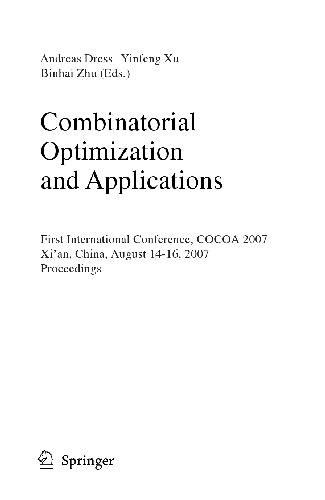 Andreas Dress Yinfeng Xu
Binhai Zhu (Eds.)
Combinatorial
Optimization
and Applications
First International Conference, COCOA 2007
Xi'an, China, August 14-16, 2007
Proceedings
Springer